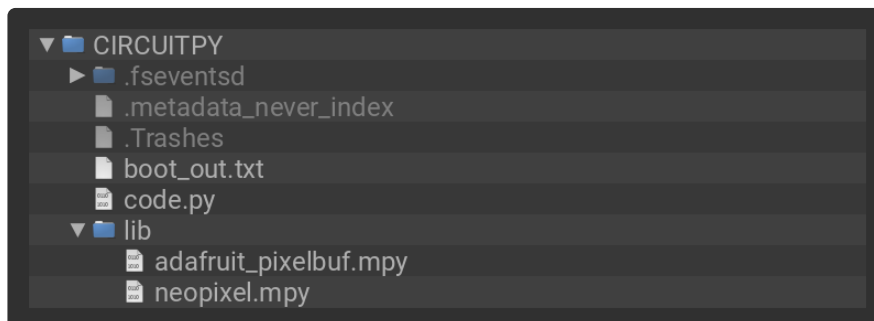 CIRCUITPY
.fseventsd
.metadata_never_index
.Trashes
boot_out.txt
code.py
lib
adafruit_pixelbuf.mpy
neopixel.mpy